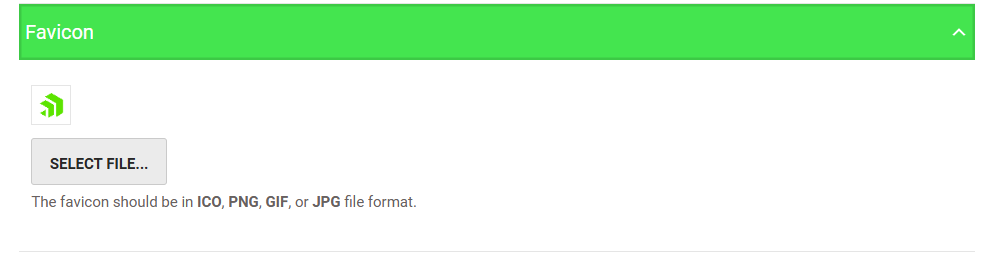 Favicon
SELECT FILE...
The favicon should be in ICO, PNG, GIF, or JPG file format.